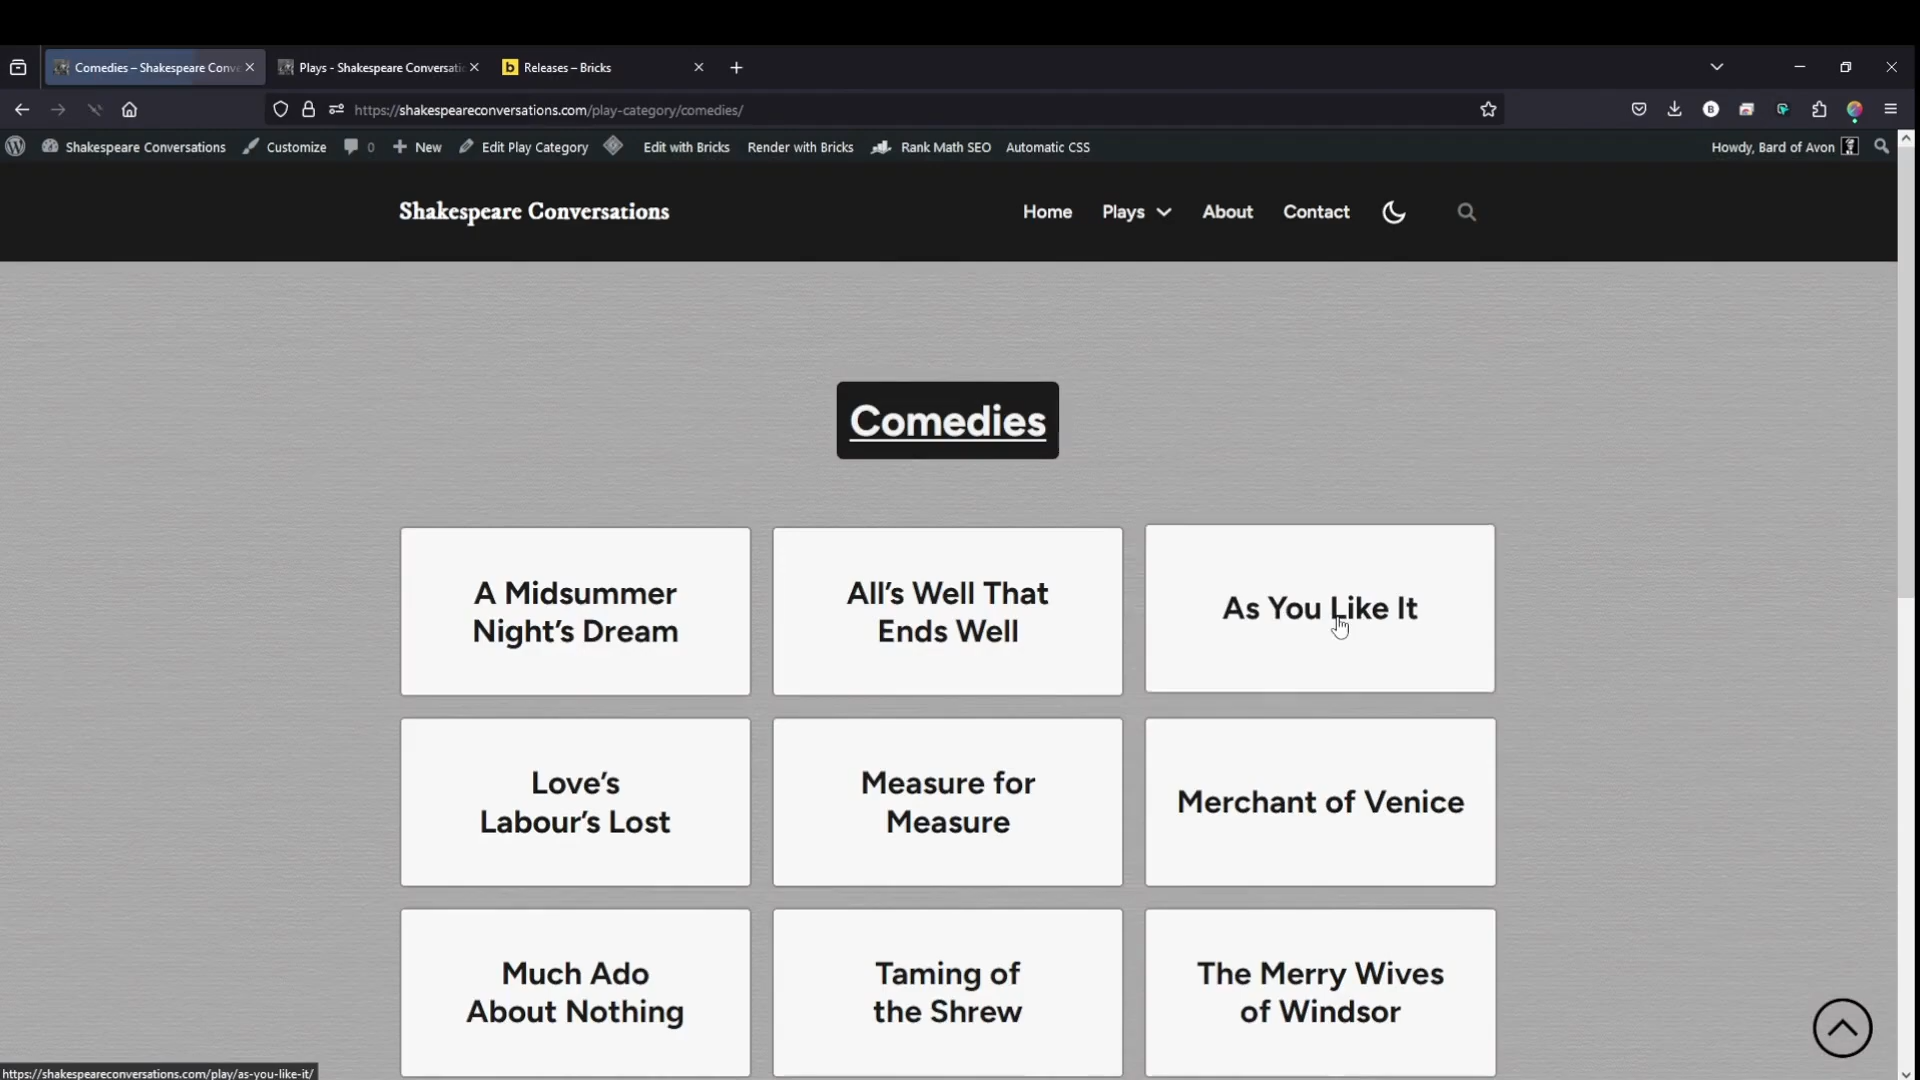 Comedies – Shakespeare Conve
Plays - Shakespeare Conversatio
b Releases – Bricks
https://shakespeareconversations.com/play-category/comedies/
B
Shakespeare Conversations Customize 0 New Edit Play Category Edit with Bricks Render with Bricks Rank Math SEO Automatic CSS Howdy, Bard of Avon
Shakespeare Conversations
Home Plays About Contact
Comedies
A Midsummer
Night’s Dream
All’s Well That
Ends Well
As You Like It
Love’s
Labour’s Lost
Measure for
Measure
Merchant of Venice
Much Ado
About Nothing
Taming of
the Shrew
The Merry Wives
of Windsor
https://shakespeareconversations.com/play/as-you-like-it/